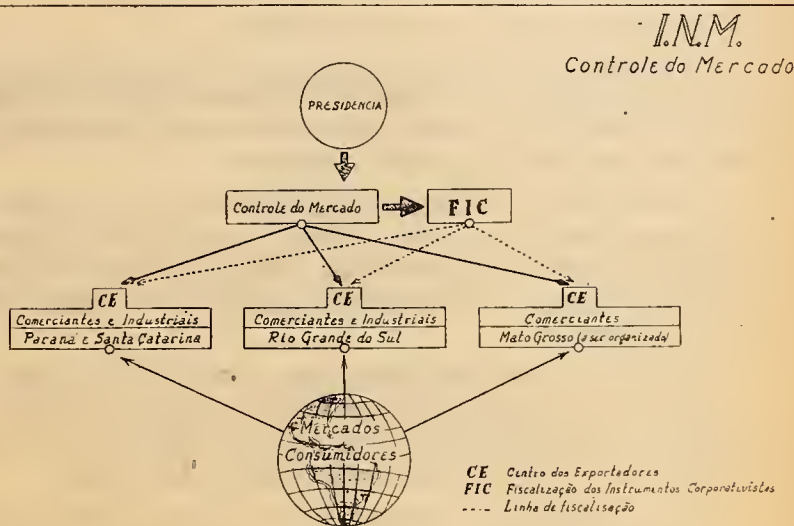 I.N.M.
Controle do Mercado
PRESIDENCIA
Controle do Mercado
FIC
CE
Comerciantes e Industriais
Paraná e Santa Catarina
CE
Comerciantes e Industriais
Rio Grande do Sul
CE
Comerciantes
Mato Grosso (a ser organizado)
Mercados
Consumidores
CE Centro dos Exportadores
FIC Fiscalização dos Instrumentos Corporativistas
---- Linha de fiscalisação